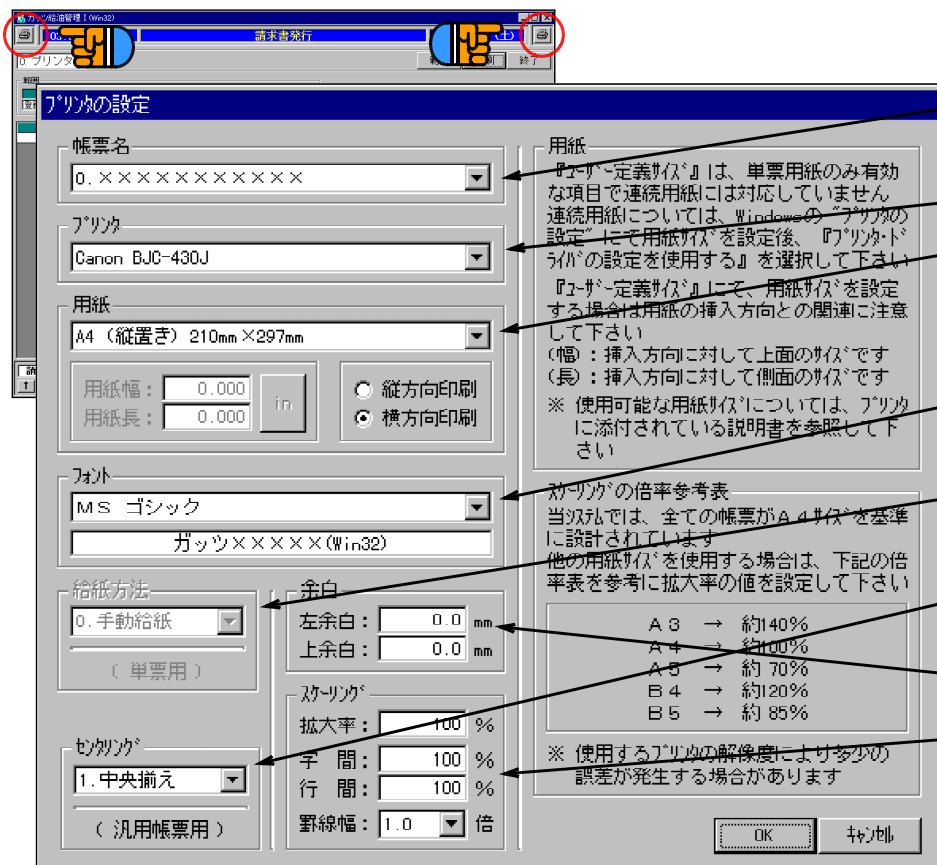 ガッツ給油管理Ⅰ(Win32)
請求書発行
(土)
0. プリンタ
終了
範囲
プリンタの設定
帳票名
0. ××××××××××××
プリンタ
Canon BJC-430J
用紙
A4 (縦置き) 210mm×297mm
用紙幅: 0.000
用紙長: 0.000
in
縦方向印刷
横方向印刷
フォント
MS ゴシック
ガッツ×××××(Win32)
給紙方法
0.手動給紙
( 単票用 )
センタリング
1.中央揃え
( 汎用帳票用 )
余白
左余白: 0.0 mm
上余白: 0.0 mm
スケーリング
拡大率: 100 %
字 間: 100 %
行 間: 100 %
罫線幅: 1.0 倍
用紙
『ユーザー定義サイズ』は、単票用紙のみ有効
な項目で連続用紙には対応していません
連続用紙については、Windowsの゛プリンタの
設定゛にて用紙サイズを設定後、『プリンタ・ド
ライバの設定を使用する』を選択して下さい
『ユーザー定義サイズ』にて、用紙サイズを設定
する場合は用紙の挿入方向との関連に注意
して下さい
(幅):挿入方向に対して上面のサイズです
(長):挿入方向に対して側面のサイズです
※ 使用可能な用紙サイズについては、プリンタ
に添付されている説明書を参照して下
さい
スケーリングの倍率参考表
当システムでは、全ての帳票がA4サイズを基準
に設計されています
他の用紙サイズを使用する場合は、下記の倍
率表を参考に拡大率の値を設定して下さい
A3 → 約140%
A4 → 約100%
A5 → 約 70%
B4 → 約120%
B5 → 約 85%
※ 使用するプリンタの解像度により多少の
誤差が発生する場合があります
OK
キャンセル